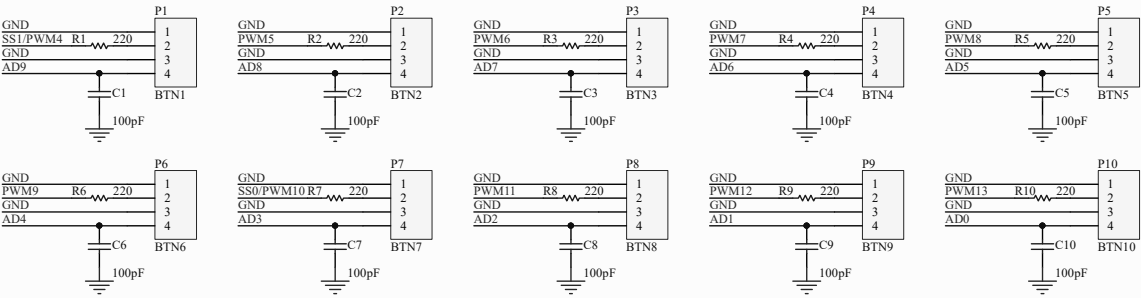 P1
GND
1
SS1/PWM4 R1 220
2
GND
3
AD9
4
C1
BTN1
100pF
P2
GND
1
PWM5 R2 220
2
GND
3
AD8
4
C2
BTN2
100pF
P3
GND
1
PWM6 R3 220
2
GND
3
AD7
4
C3
BTN3
100pF
P4
GND
1
PWM7 R4 220
2
GND
3
AD6
4
C4
BTN4
100pF
P5
GND
1
PWM8 R5 220
2
GND
3
AD5
4
C5
BTN5
100pF
P6
GND
1
PWM9 R6 220
2
GND
3
AD4
4
C6
BTN6
100pF
P7
GND
1
SS0/PWM10 R7 220
2
GND
3
AD3
4
C7
BTN7
100pF
P8
GND
1
PWM11 R8 220
2
GND
3
AD2
4
C8
BTN8
100pF
P9
GND
1
PWM12 R9 220
2
GND
3
AD1
4
C9
BTN9
100pF
P10
GND
1
PWM13 R10 220
2
GND
3
AD0
4
C10
BTN10
100pF